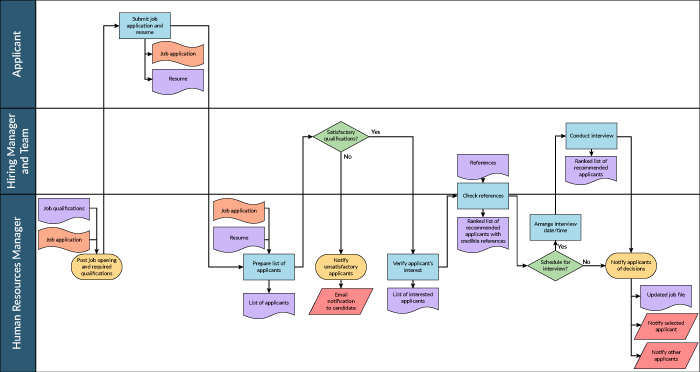 Applicant
Submit job
application and
resume
Job application
Resume
Hiring Manager
and Team
Satisfactory
qualifications?
Yes
No
References
Conduct interview
Ranked list of
recommended
applicants
Human Resources Manager
Job qualifications
Job application
Post job opening
and required
qualifications
Job application
Resume
Prepare list of
applicants
List of applicants
Notify
unsatisfactory
applicants
Email
notification
to candidate
Verify applicant's
interest
List of interested
applicants
Check references
Ranked list of
recommended
applicants with
credible references
Arrange interview
date/time
Yes
Schedule for
interview?
No
Notify applicants
of decisions
Updated job file
Notify selected
applicant
Notify other
applicants